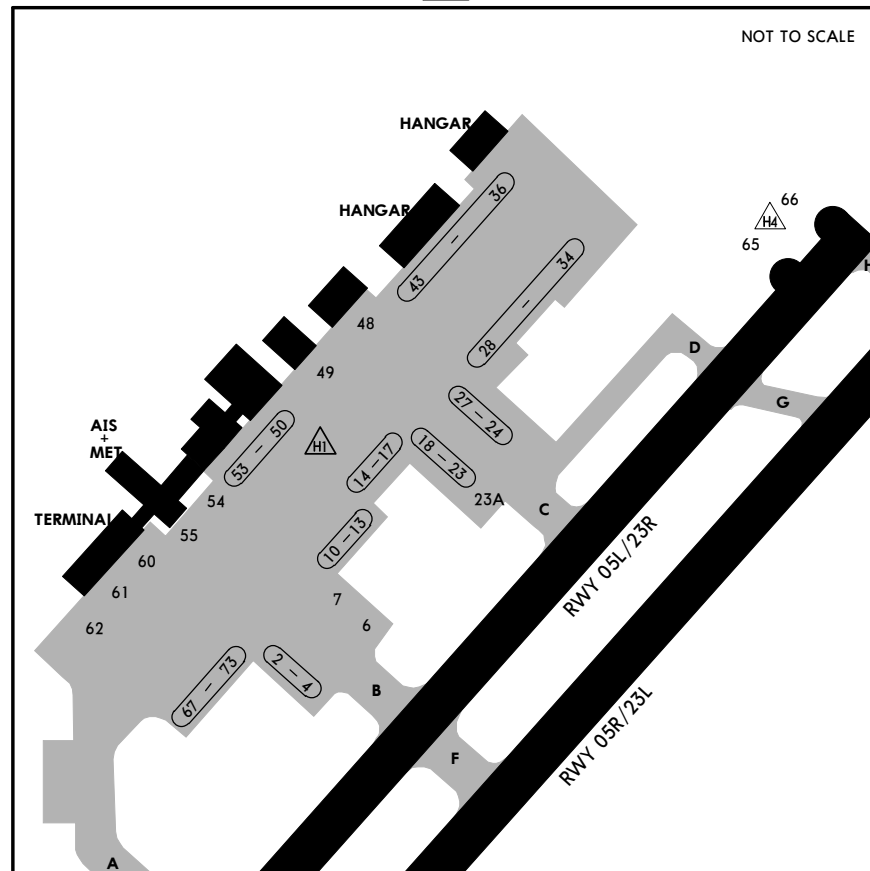 NOT TO SCALE
HANGAR
36
66
HANGAR
H4
65
43 –
34
H
48
28 –
D
49
27 – 24
G
AIS
+
MET
53 – 50
H1
18 – 23
14 – 17
54
23A
C
TERMINAL
55
10 – 13
60
RWY 05L/23R
61
7
62
6
2 – 4
67 – 73
B
RWY 05R/23L
F
A